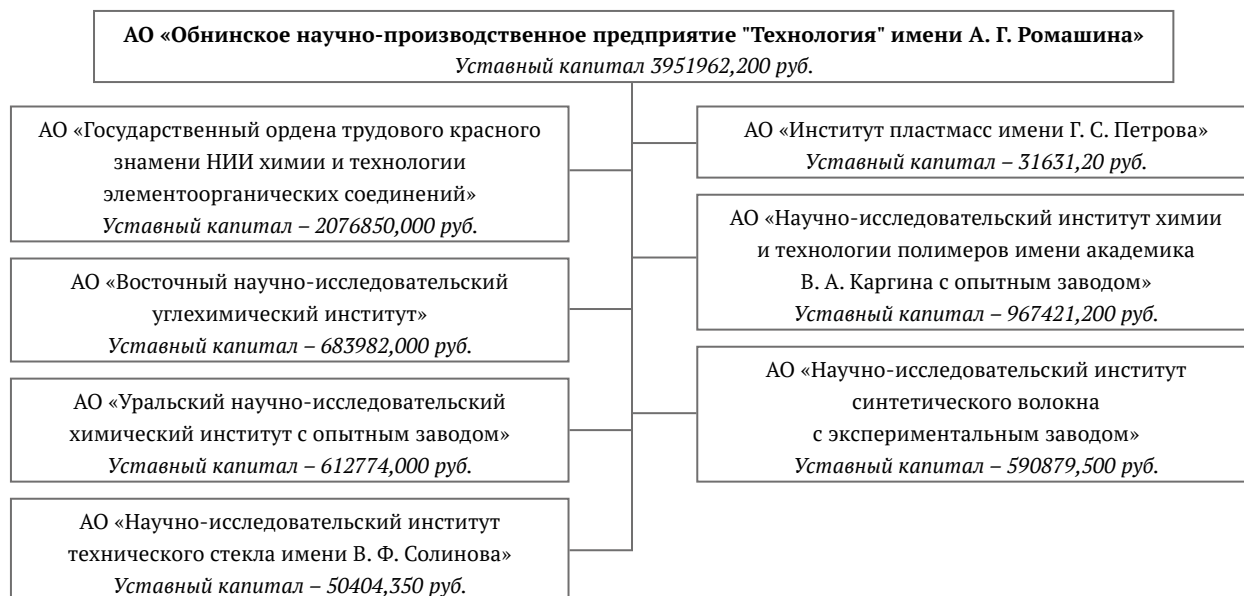 АО «Обнинское научно-производственное предприятие "Технология" имени А. Г. Ромашина»
Уставный капитал 3951962,200 руб.
АО «Государственный ордена трудового красного
знамени НИИ химии и технологии
элементоорганических соединений»
Уставный капитал – 2076850,000 руб.
АО «Восточный научно-исследовательский
углехимический институт»
Уставный капитал – 683982,000 руб.
АО «Уральский научно-исследовательский
химический институт с опытным заводом»
Уставный капитал – 612774,000 руб.
АО «Научно-исследовательский институт
технического стекла имени В. Ф. Солинова»
Уставный капитал – 50404,350 руб.
АО «Институт пластмасс имени Г. С. Петрова»
Уставный капитал – 31631,20 руб.
АО «Научно-исследовательский институт химии
и технологии полимеров имени академика
В. А. Каргина с опытным заводом»
Уставный капитал – 967421,200 руб.
АО «Научно-исследовательский институт
синтетического волокна
с экспериментальным заводом»
Уставный капитал – 590879,500 руб.